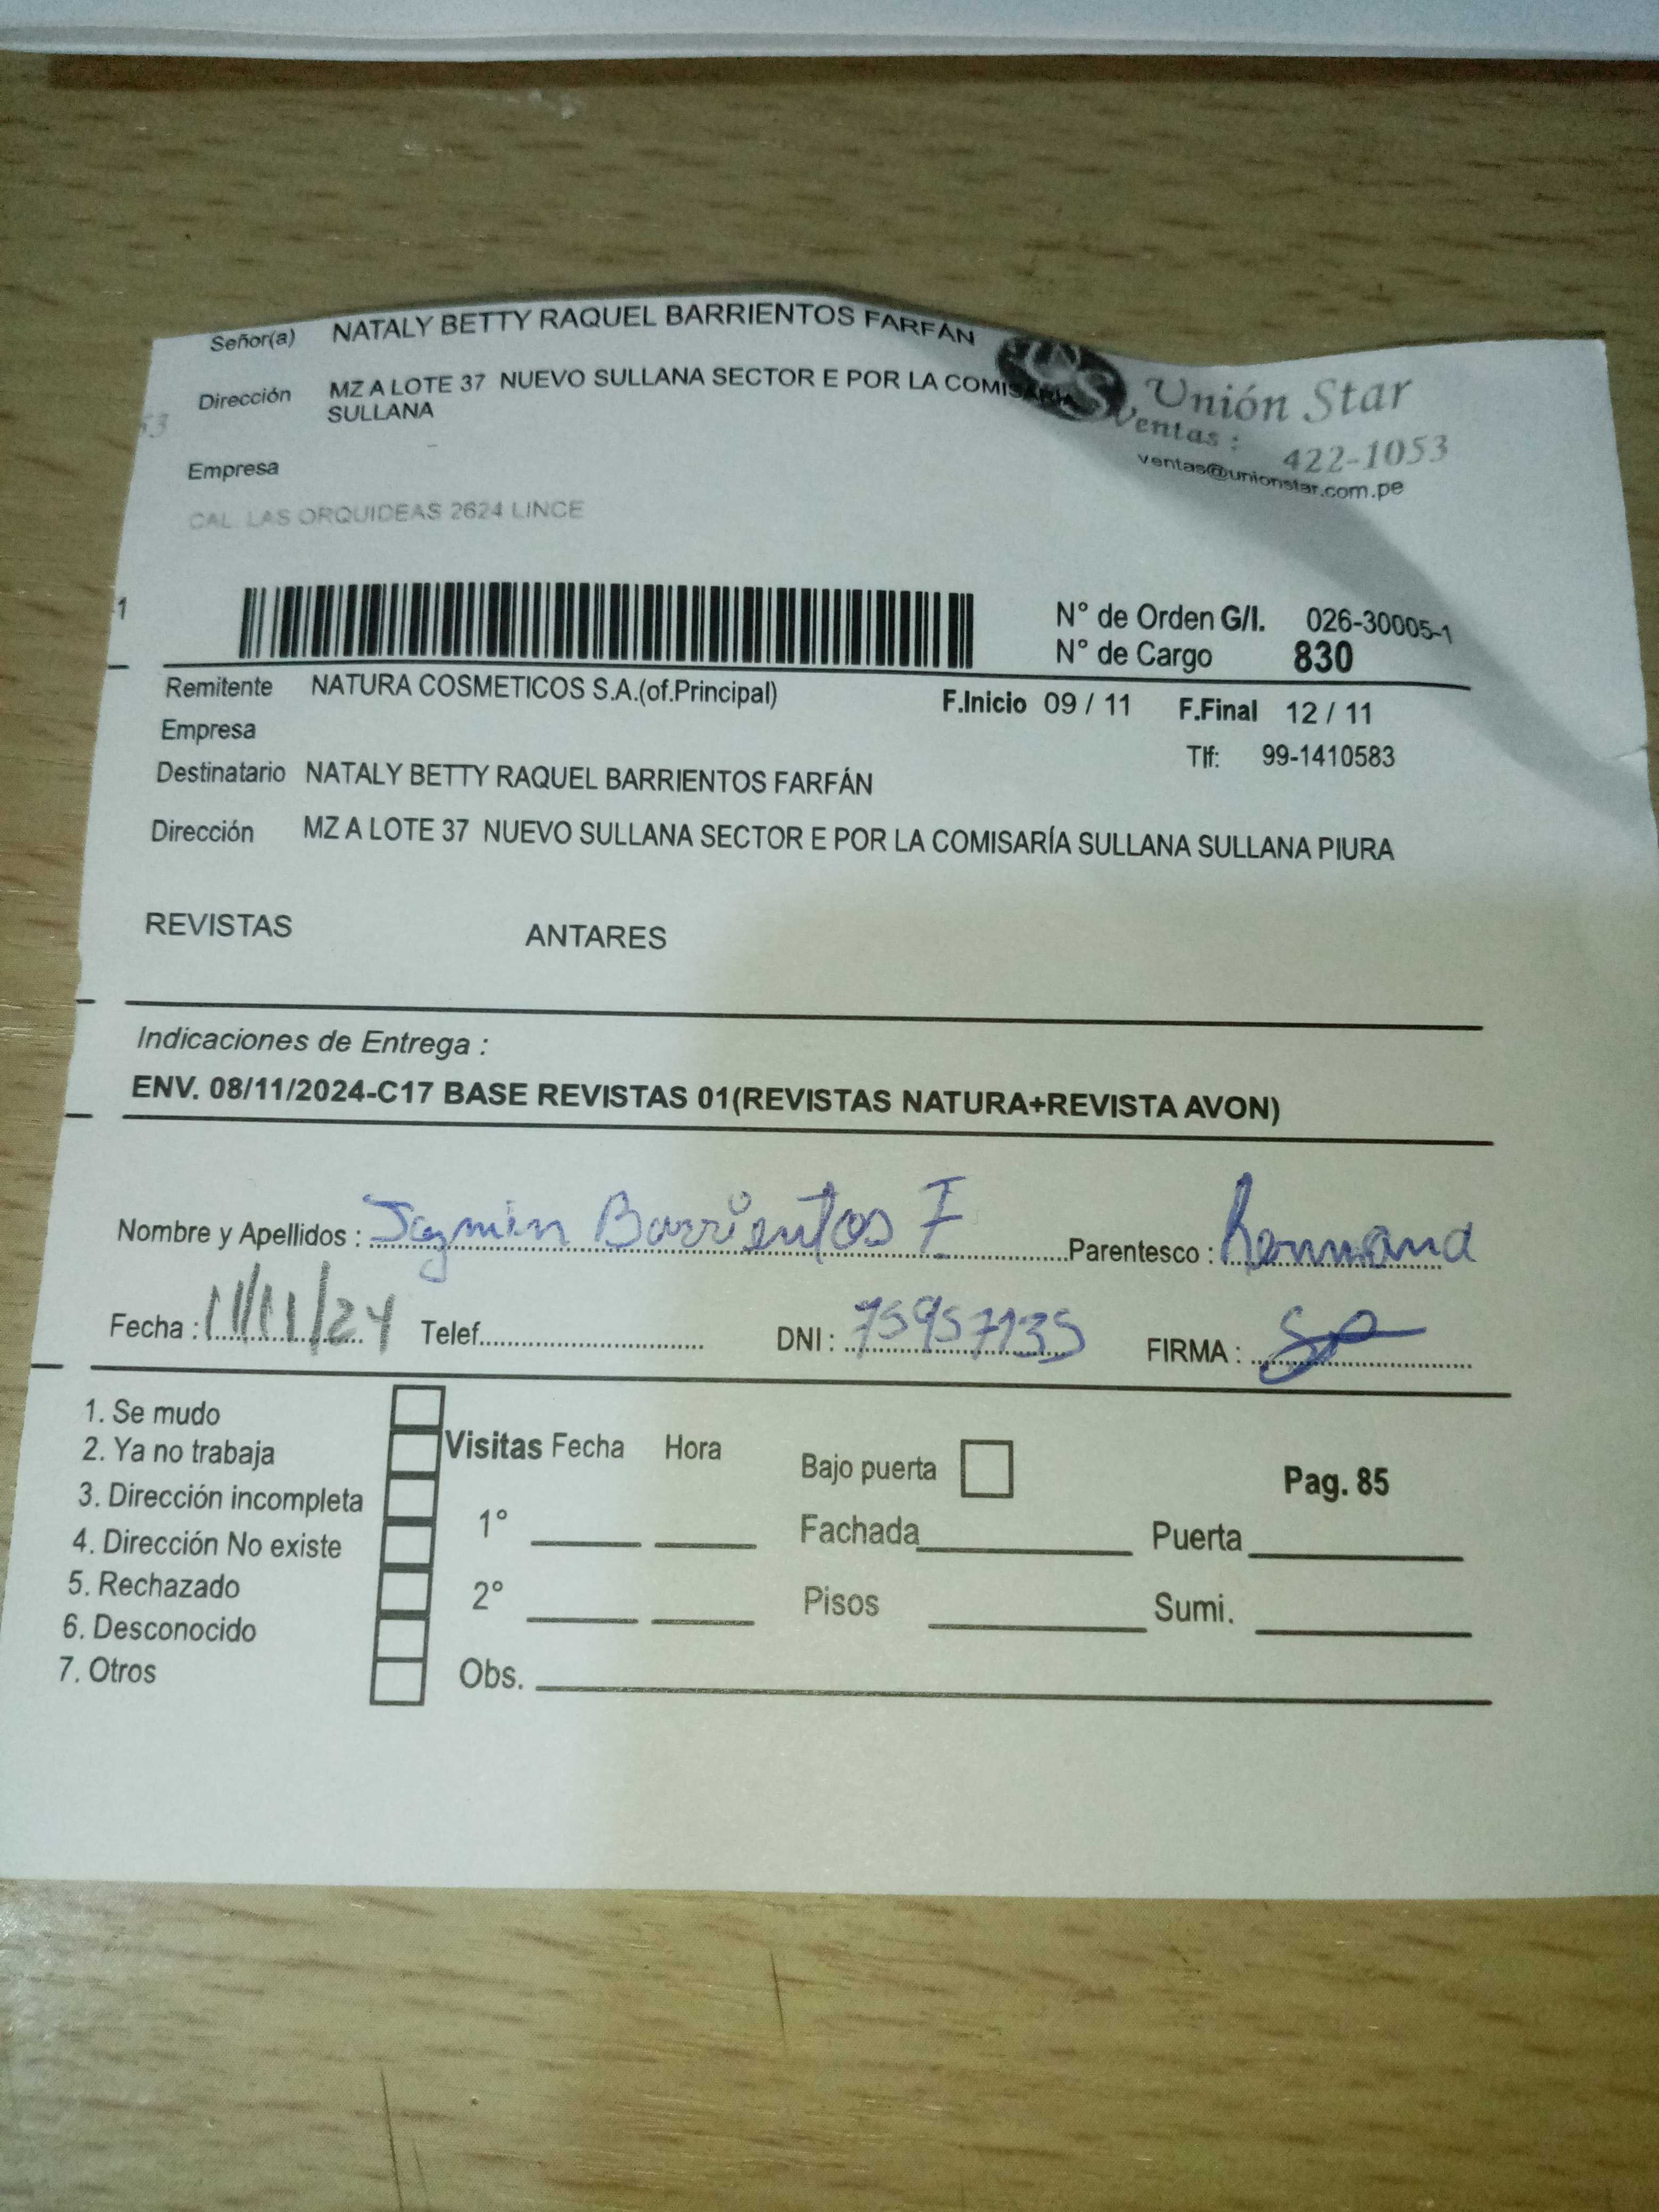 Señor(a) NATALY BETTY RAQUEL BARRIENTOS FARFÁN
Dirección MZ A LOTE 37 NUEVO SULLANA SECTOR E POR LA COMISARÍA
SULLANA
53
Unión Star
Ventas : 422-1053
ventas@unionstar.com.pe
Empresa
CAL. LAS ORQUIDEAS 2624 LINCE
1
N° de Orden G/I. 026-30005-1
N° de Cargo 830
Remitente NATURA COSMETICOS S.A.(of.Principal)
F.Inicio 09 / 11 F.Final 12 / 11
Empresa
Tlf: 99-1410583
Destinatario NATALY BETTY RAQUEL BARRIENTOS FARFÁN
Dirección MZ A LOTE 37 NUEVO SULLANA SECTOR E POR LA COMISARÍA SULLANA SULLANA PIURA
REVISTAS ANTARES
Indicaciones de Entrega :
ENV. 08/11/2024-C17 BASE REVISTAS 01(REVISTAS NATURA+REVISTA AVON)
Nombre y Apellidos : Jazmin Barrientos F Parentesco : Hermana
Fecha : 11/11/24 Telef. DNI : 75957135 FIRMA :
1. Se mudo
2. Ya no trabaja
3. Dirección incompleta
4. Dirección No existe
5. Rechazado
6. Desconocido
7. Otros
Visitas Fecha Hora
1°
2°
Obs.
Bajo puerta
Pag. 85
Fachada Puerta
Pisos Sumi.